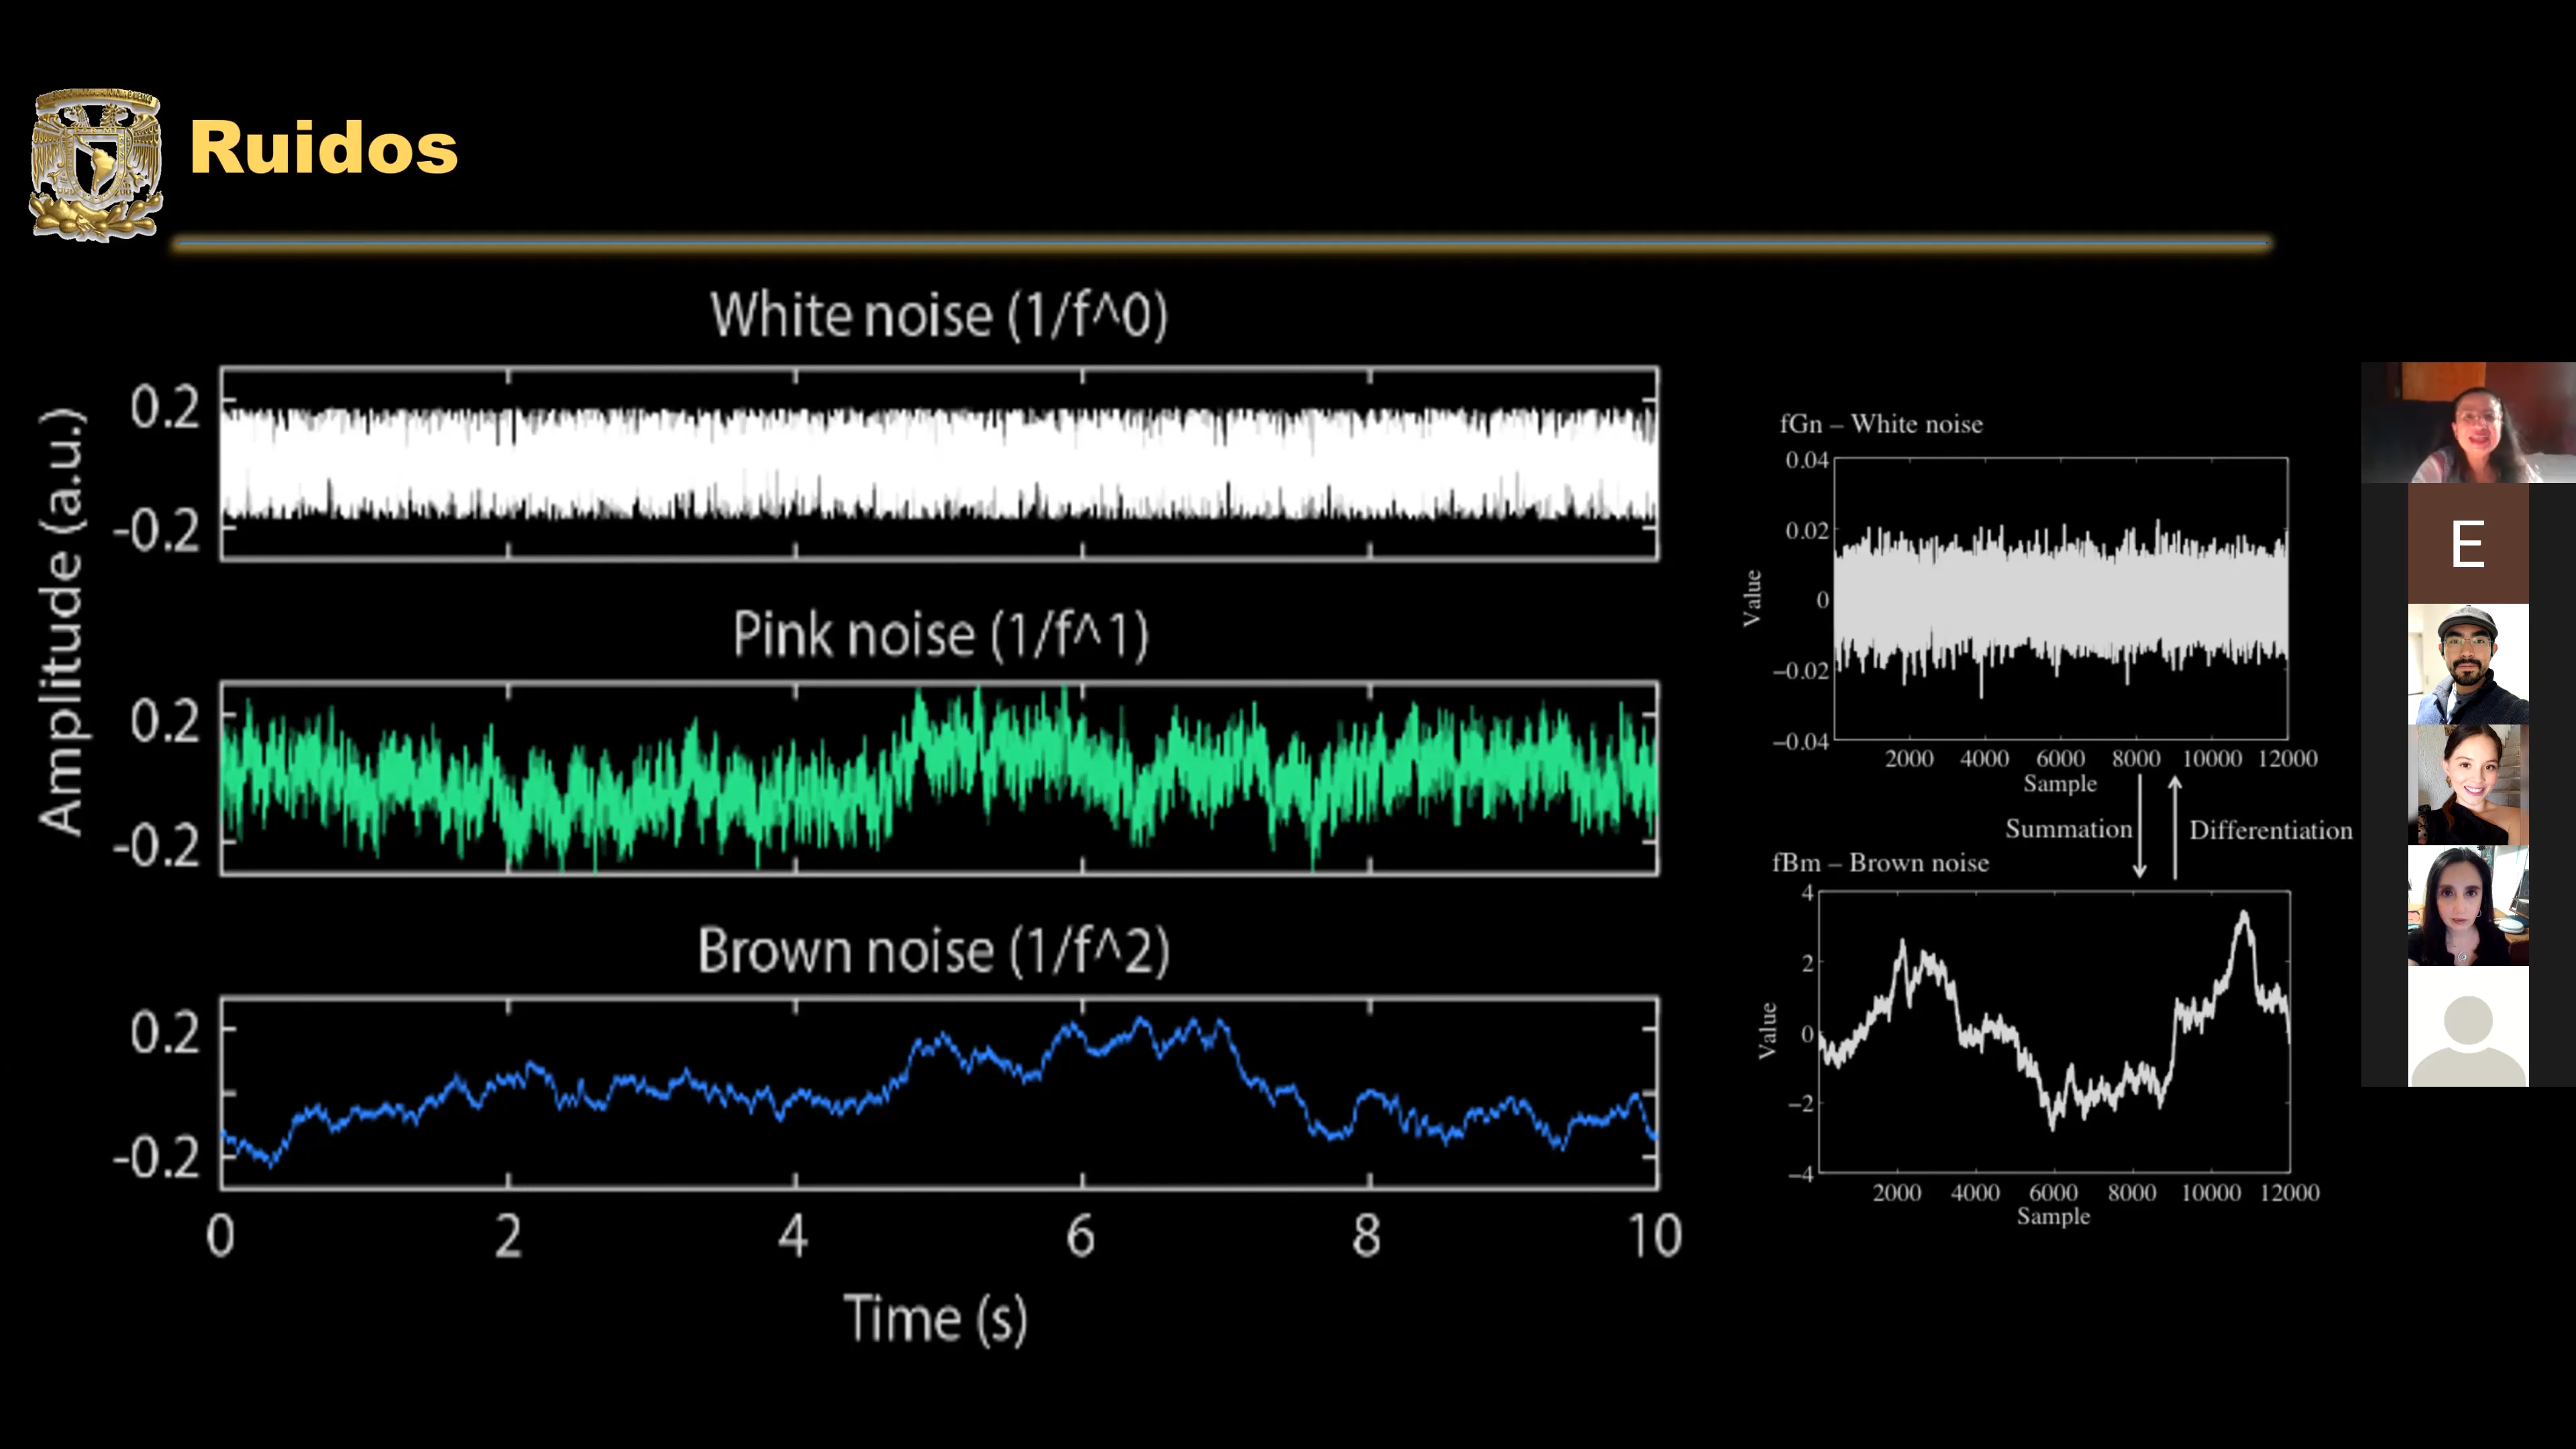 Ruidos
White noise (1/f^0)
Amplitude (a.u.)
0.2
-0.2
Pink noise (1/f^1)
0.2
-0.2
Brown noise (1/f^2)
0.2
-0.2
0 2 4 6 8 10
Time (s)
fGn – White noise
Value
0.04
0.02
0
−0.02
−0.04
2000 4000 6000 8000 10000 12000
Sample
Summation Differentiation
fBm – Brown noise
Value
4
2
0
−2
−4
2000 4000 6000 8000 10000 12000
Sample
E